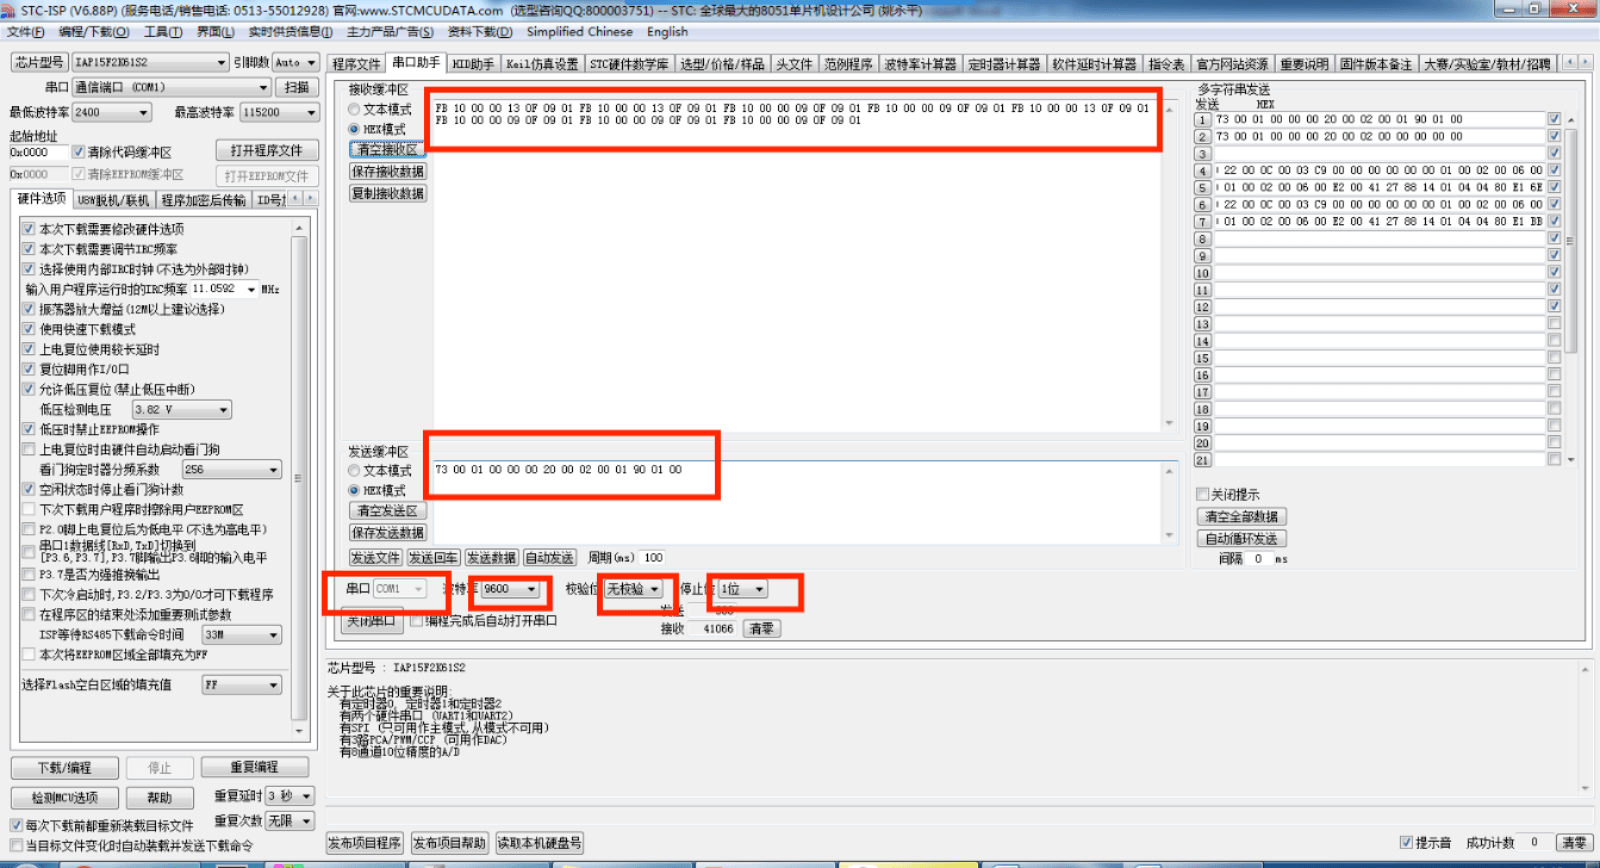 STC-ISP (V6.88P) (服务电话/销售电话: 0513-55012928) 官网:www.STCMCUDATA.com (选型咨询QQ:800003751) -- STC: 全球最大的8051单片机设计公司 (姚永平)
文件(F) 编程/下载(O) 工具(T) 界面(L) 实时供货信息(I) 主力产品广告(S) 资料下载(D) Simplified Chinese English
芯片型号 IAP15F2K61S2 引脚数 Auto
串口 通信端口 (COM1) 扫描
最低波特率 2400 最高波特率 115200
起始地址
0x0000 清除代码缓冲区 打开程序文件
0x0000 清除EEPROM缓冲区 打开EEPROM文件
硬件选项 U8W脱机/联机 程序加密后传输 ID号
本次下载需要修改硬件选项
本次下载需要调节IRC频率
选择使用内部IRC时钟(不选为外部时钟)
输入用户程序运行时的IRC频率 11.0592 MHz
振荡器放大增益(12M以上建议选择)
使用快速下载模式
上电复位使用较长延时
复位脚用作I/O口
允许低压复位(禁止低压中断)
低压检测电压 3.82 V
低压时禁止EEPROM操作
上电复位时由硬件自动启动看门狗
看门狗定时器分频系数 256
空闲状态时停止看门狗计数
下次下载用户程序时擦除用户EEPROM区
P2.0脚上电复位后为低电平(不选为高电平)
串口1数据线[RxD,TxD]切换到
[P3.6,P3.7],P3.7脚输出P3.6脚的输入电平
P3.7是否为强推挽输出
下次冷启动时,P3.2/P3.3为0/0才可下载程序
在程序区的结束处添加重要测试参数
ISP等待RS485下载命令时间 33M
本次将EEPROM区域全部填充为FF
选择Flash空白区域的填充值 FF
下载/编程 停止 重复编程
检测MCU选项 帮助 重复延时 3 秒
每次下载前都重新装载目标文件 重复次数 无限
当目标文件变化时自动装载并发送下载命令
程序文件 串口助手 HID助手 Keil仿真设置 STC硬件数学库 选型/价格/样品 头文件 范例程序 波特率计算器 定时器计算器 软件延时计算器 指令表 官方网站资源 重要说明 固件版本备注 大赛/实验室/教材/招聘
接收缓冲区
文本模式
HEX模式
清空接收区
保存接收数据
复制接收数据
FB 10 00 00 13 0F 09 01 FB 10 00 00 13 0F 09 01 FB 10 00 00 09 0F 09 01 FB 10 00 00 09 0F 09 01 FB 10 00 00 13 0F 09 01
FB 10 00 00 09 0F 09 01 FB 10 00 00 09 0F 09 01 FB 10 00 00 09 0F 09 01
发送缓冲区
文本模式
HEX模式
清空发送区
保存发送数据
73 00 01 00 00 00 20 00 02 00 01 90 01 00
发送文件 发送回车 发送数据 自动发送 周期(ms) 100
串口 COM1 波特率 9600 校验位 无校验 停止位 1位
关闭串口 编程完成后自动打开串口
接收 41066 清零
多字符串发送
发送 HEX
1 73 00 01 00 00 00 20 00 02 00 01 90 01 00
2 73 00 01 00 00 00 20 00 02 00 00 00 00 00
3
4 22 00 0C 00 03 C9 00 00 00 00 00 00 01 00 02 00 06 00
5 01 00 02 00 06 00 E2 00 41 27 88 14 01 04 04 80 E1 6E
6 22 00 0C 00 03 C9 00 00 00 00 00 00 01 00 02 00 06 00
7 01 00 02 00 06 00 E2 00 41 27 88 14 01 04 04 80 E1 BB
8
9
10
11
12
13
14
15
16
17
18
19
20
21
关闭提示
清空全部数据
自动循环发送
间隔 0 ms
芯片型号 : IAP15F2K61S2
关于此芯片的重要说明:
有定时器0, 定时器1和定时器2
有两个硬件串口 (UART1和UART2)
有SPI (只可用作主模式,从模式不可用)
有3路PCA/PWM/CCP (可用作DAC)
有8通道10位精度的A/D
发布项目程序 发布项目帮助 读取本机硬盘号
提示音 成功计数 0 清零